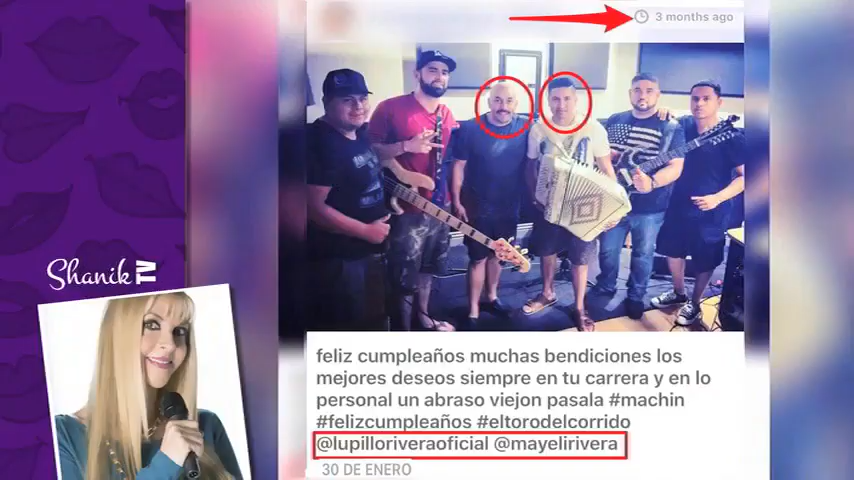 3 months ago
Shanik TV
feliz cumpleaños muchas bendiciones los
mejores deseos siempre en tu carrera y en lo
personal un abraso viejon pasala #machin
#felizcumpleaños #eltorodelcorrido
@lupilloriveraoficial @mayelirivera
30 DE ENERO